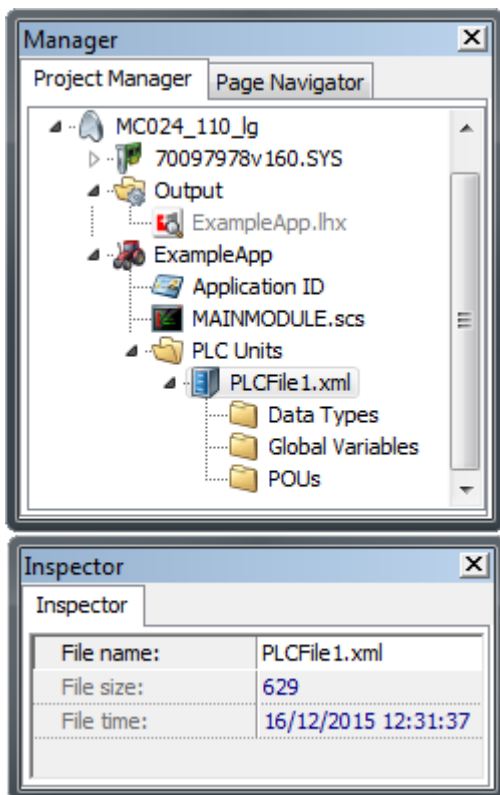 Manager
Project Manager Page Navigator
MC024_110_lg
70097978v160.SYS
Output
ExampleApp.lhx
ExampleApp
Application ID
MAINMODULE.scs
PLC Units
PLCFile1.xml
Data Types
Global Variables
POUs
Inspector
Inspector
File name: PLCFile1.xml
File size: 629
File time: 16/12/2015 12:31:37